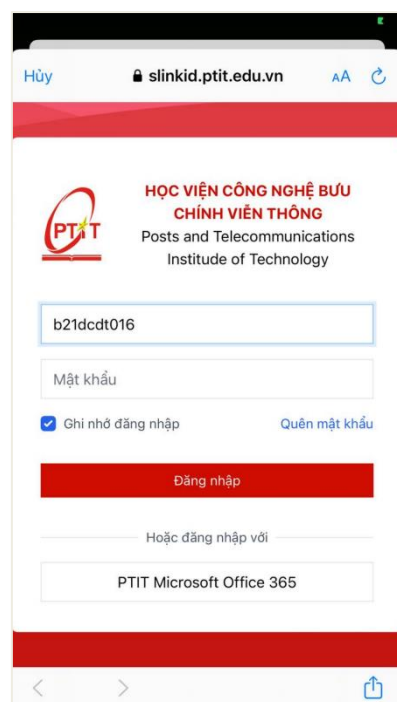 Hủy
slinkid.ptit.edu.vn
AA
HỌC VIỆN CÔNG NGHỆ BƯU
CHÍNH VIỄN THÔNG
PTIT
Posts and Telecommunications
Institude of Technology
b21dcdt016
Mật khẩu
Ghi nhớ đăng nhập
Quên mật khẩu
Đăng nhập
Hoặc đăng nhập với
PTIT Microsoft Office 365